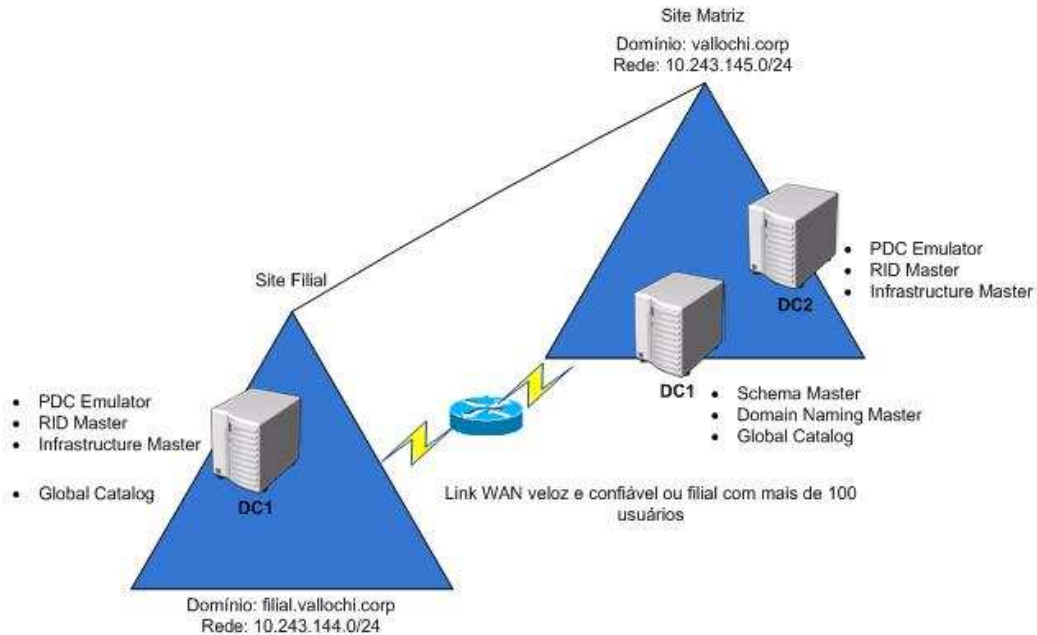 Site Matriz
Domínio: vallochi.corp
Rede: 10.243.145.0/24
• PDC Emulator
• RID Master
• Infrastructure Master
DC2
Site Filial
DC1
• Schema Master
• Domain Naming Master
• Global Catalog
• PDC Emulator
• RID Master
• Infrastructure Master
• Global Catalog
DC1
Link WAN veloz e confiável ou filial com mais de 100
usuários
Domínio: filial.vallochi.corp
Rede: 10.243.144.0/24